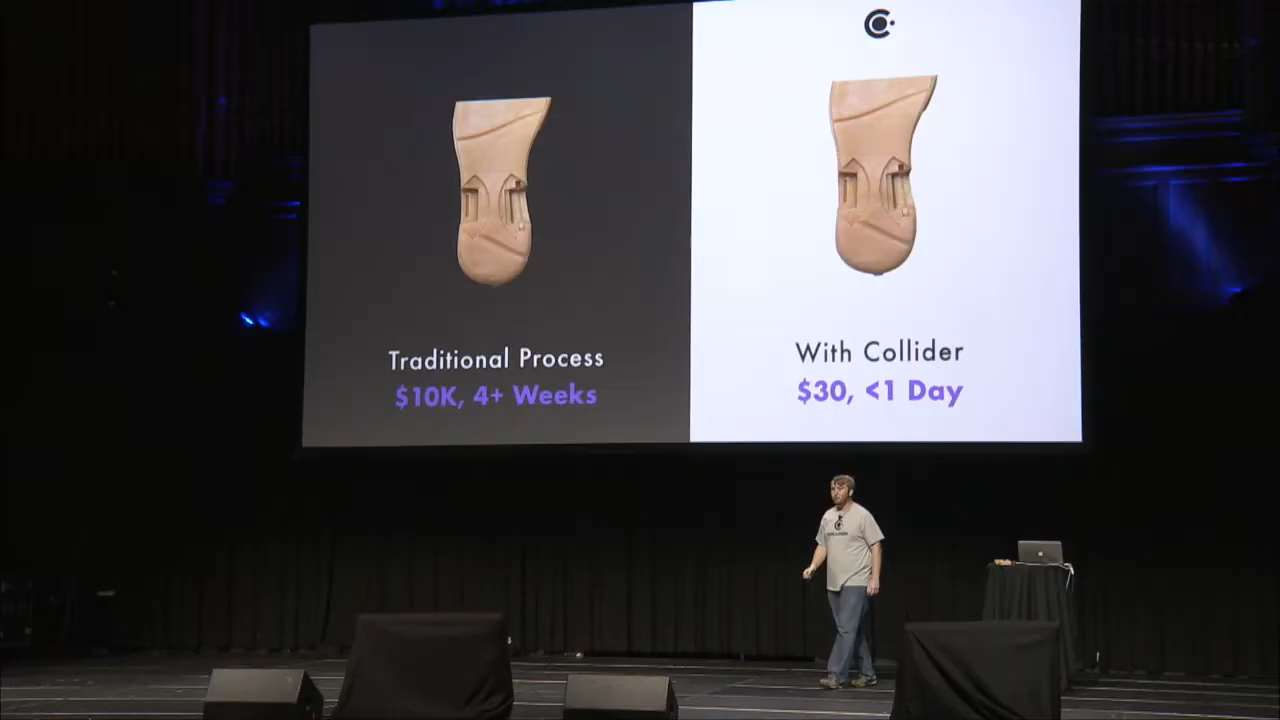 Traditional Process
$10K, 4+ Weeks
With Collider
$30, <1 Day